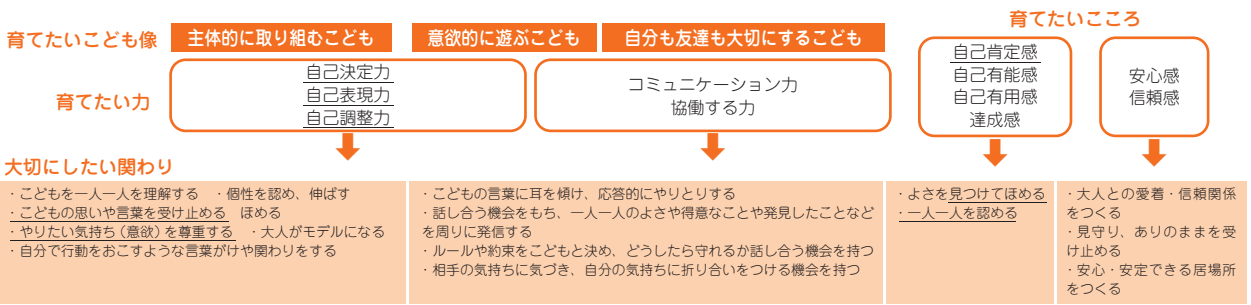 育てたいこども像
主体的に取り組むこども
意欲的に遊ぶこども
自分も友達も大切にするこども
育てたいこころ
育てたい力
自己決定力
自己表現力
自己調整力
コミュニケーション力
協働する力
自己肯定感
自己有能感
自己有用感
達成感
安心感
信頼感
大切にしたい関わり
・こどもを一人一人を理解する　・個性を認め、伸ばす
・こどもの思いや言葉を受け止める　ほめる
・やりたい気持ち（意欲）を尊重する　・大人がモデルになる
・自分で行動をおこすような言葉がけや関わりをする
・こどもの言葉に耳を傾け、応答的にやりとりする
・話し合う機会をもち、一人一人のよさや得意なことや発見したことなど
を周りに発信する
・ルールや約束をこどもと決め、どうしたら守れるか話し合う機会を持つ
・相手の気持ちに気づき、自分の気持ちに折り合いをつける機会を持つ
・よさを見つけてほめる
・一人一人を認める
・大人との愛着・信頼関係
をつくる
・見守り、ありのままを受
け止める
・安心・安定できる居場所
をつくる